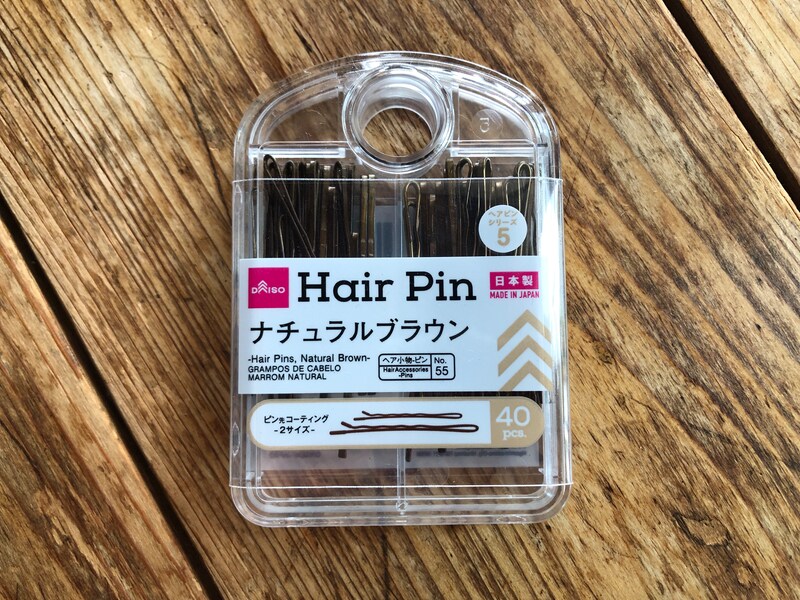 ヘアピン
シリーズ
5
DAISO
Hair Pin
日本製
MADE IN JAPAN
ナチュラルブラウン
-Hair Pins, Natural Brown-
GRAMPOS DE CABELO
MARROM NATURAL
ヘア小物-ピン
HairAccessories
-Pins
No.
55
ピン先コーティング
-2サイズ-
40
pcs.